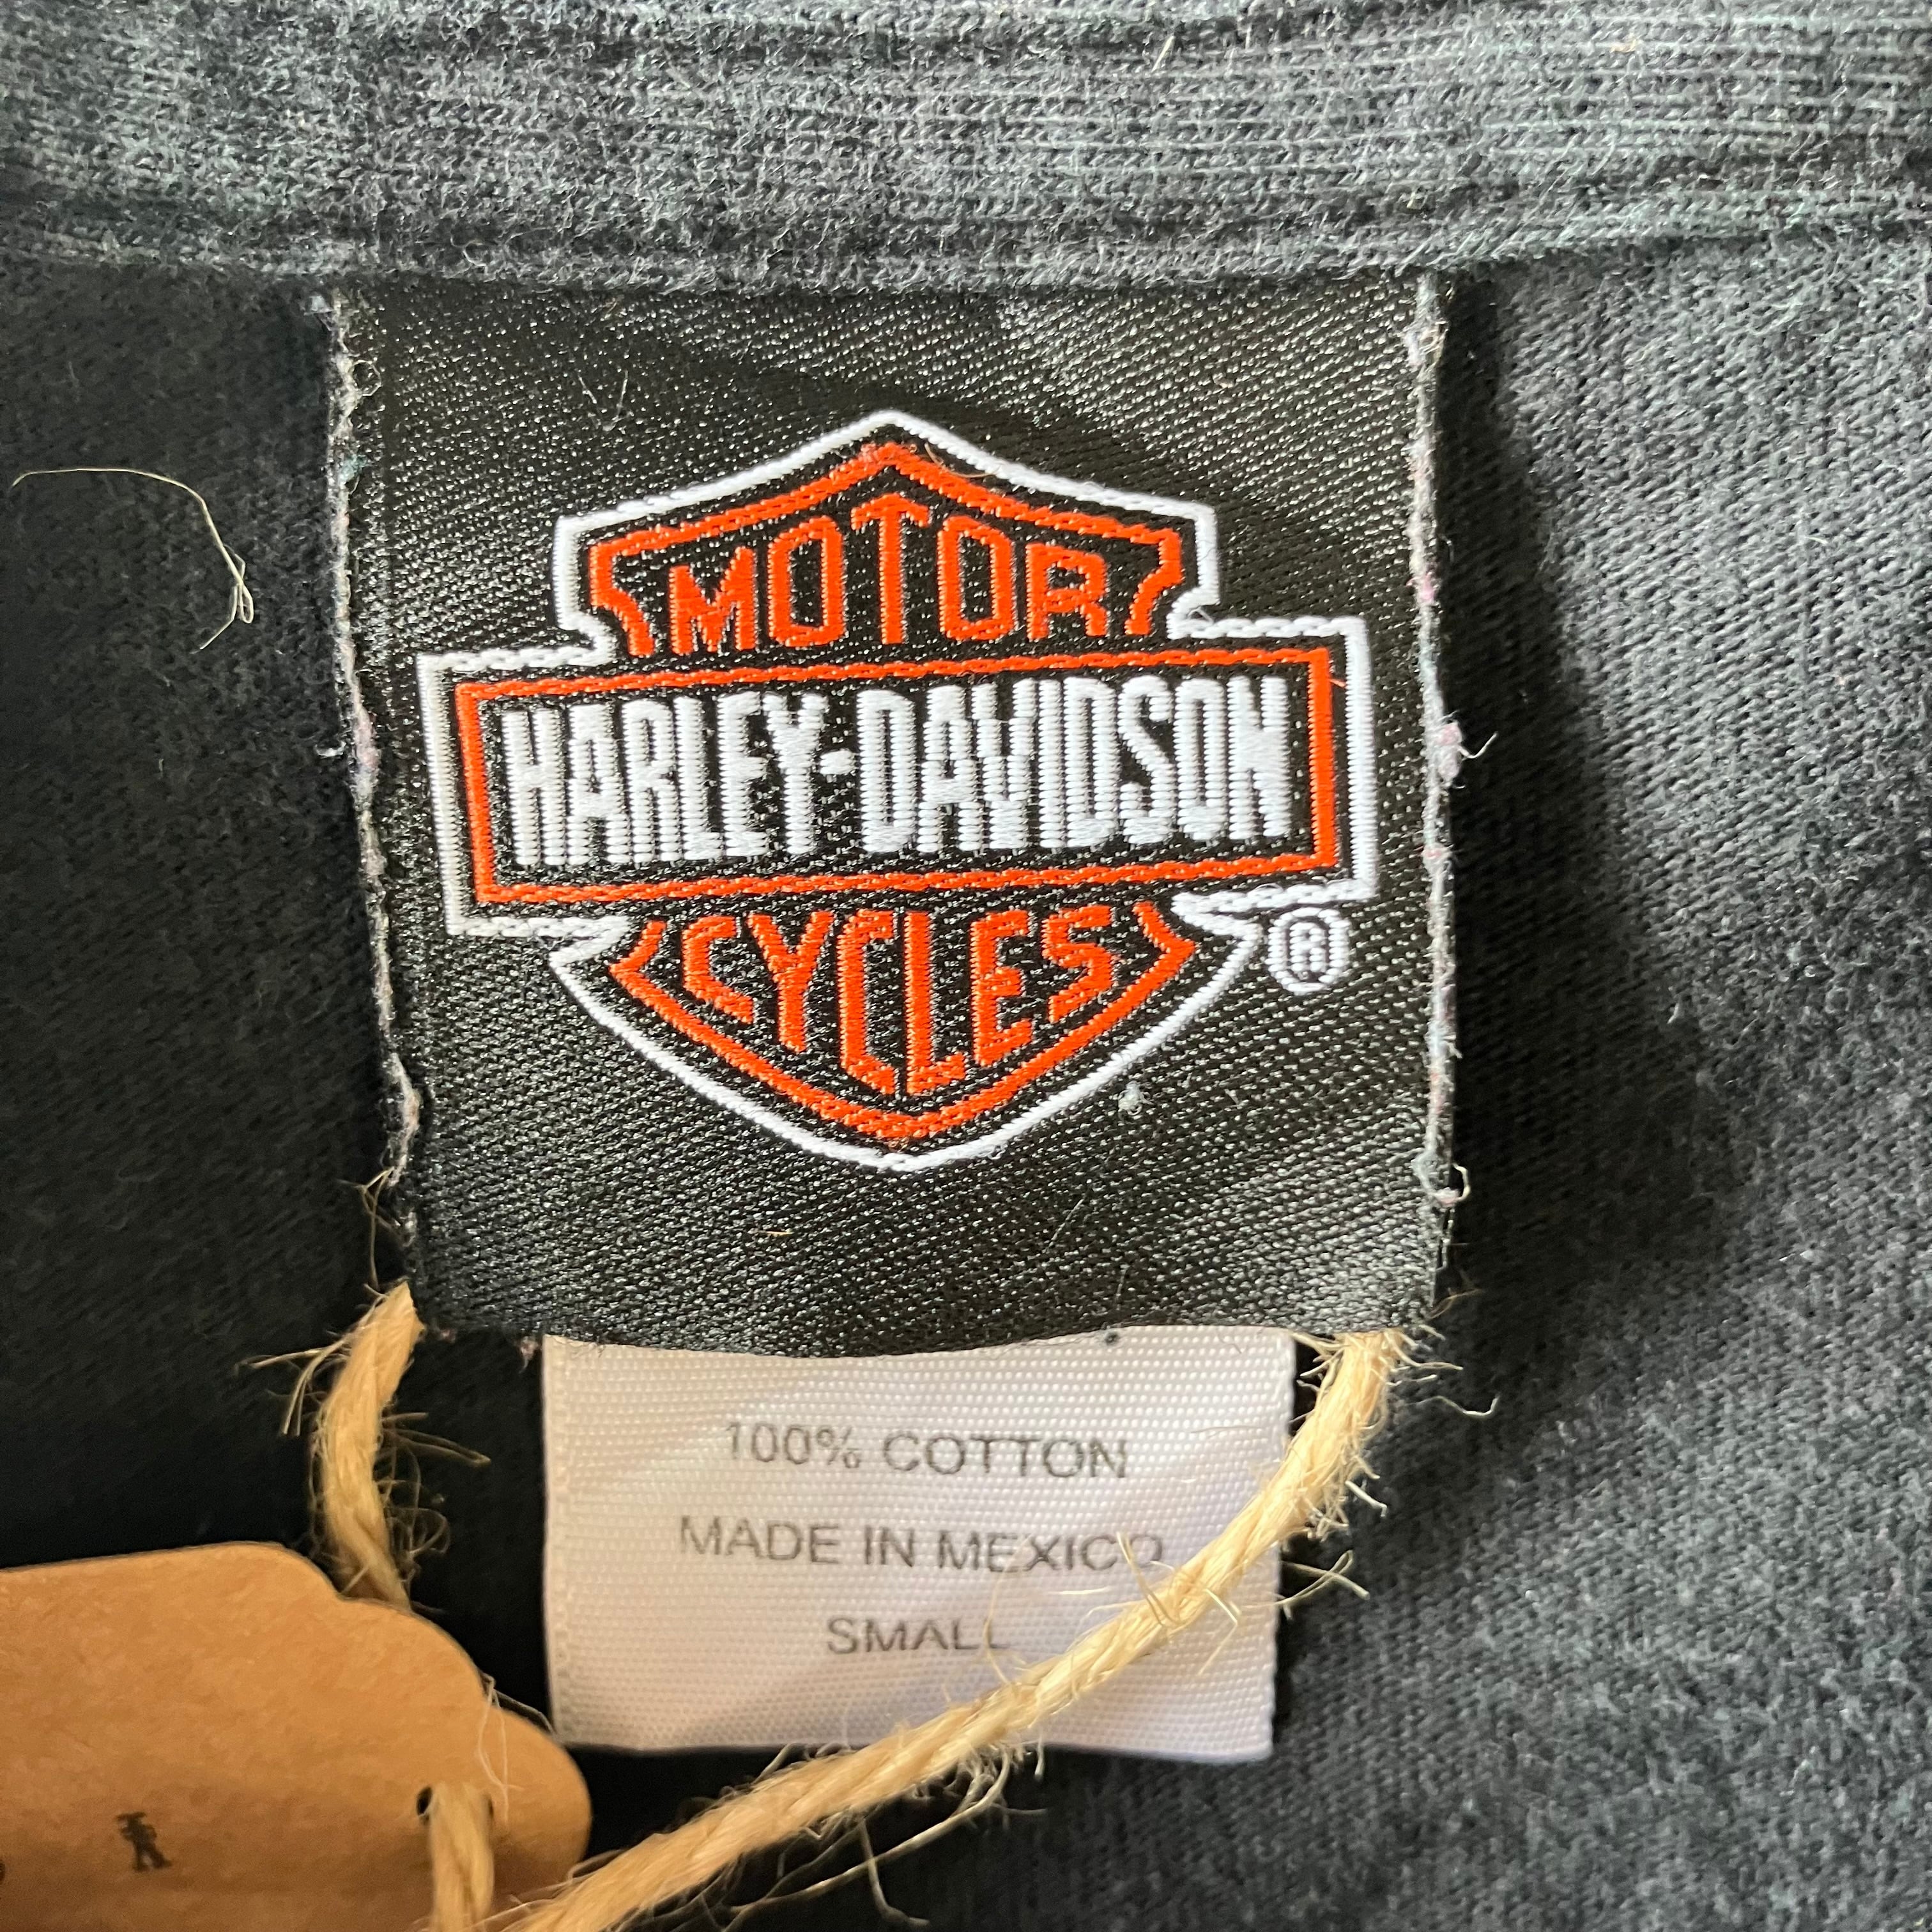 MOTOR
HARLEY-DAVIDSON
CYCLES
®
100% COTTON
MADE IN MEXICO
SMALL